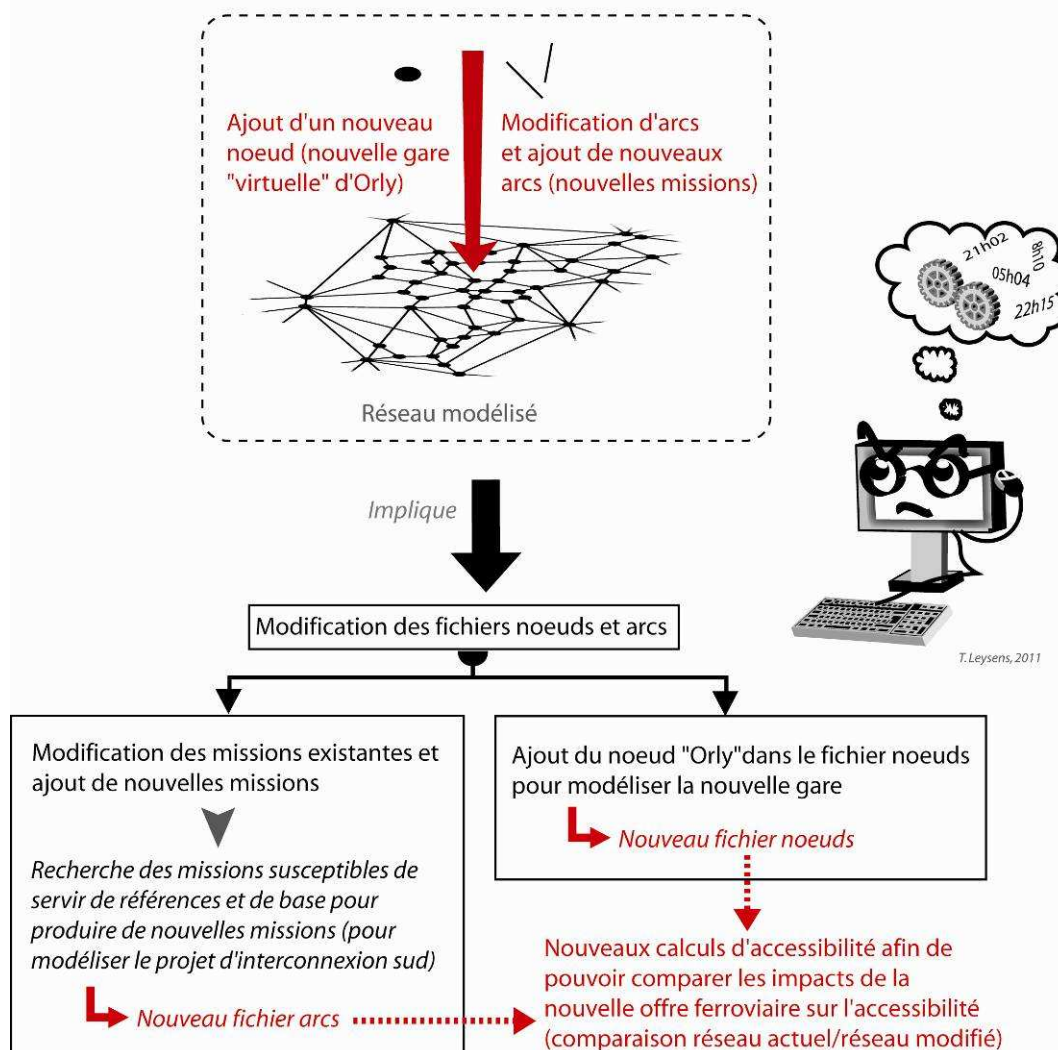 Ajout d'un nouveau
noeud (nouvelle gare
"virtuelle" d'Orly)
Modification d'arcs
et ajout de nouveaux
arcs (nouvelles missions)
Réseau modélisé
21h02
8h10
05h04
22h15
T. Leysens, 2011
Implique
Modification des fichiers noeuds et arcs
Modification des missions existantes et
ajout de nouvelles missions
Recherche des missions susceptibles de
servir de références et de base pour
produire de nouvelles missions (pour
modéliser le projet d'interconnexion sud)
Nouveau fichier arcs
Ajout du noeud "Orly"dans le fichier noeuds
pour modéliser la nouvelle gare
Nouveau fichier noeuds
Nouveaux calculs d'accessibilité afin de
pouvoir comparer les impacts de la
nouvelle offre ferroviaire sur l'accessibilité
(comparaison réseau actuel/réseau modifié)